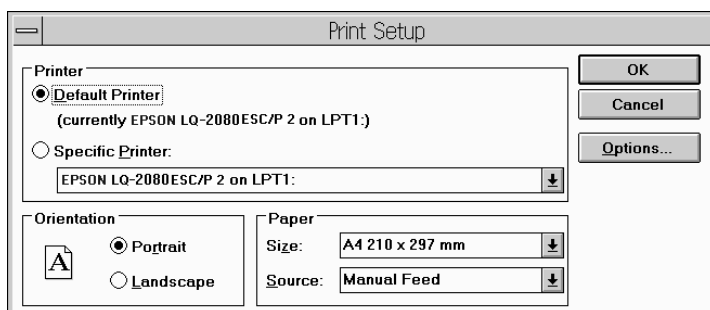 Print Setup
Printer
Default Printer
(currently EPSON LQ-2080ESC/P 2 on LPT1:)
Specific Printer:
EPSON LQ-2080ESC/P 2 on LPT1:
OK
Cancel
Options...
Orientation
A
Portrait
Landscape
Paper
Size: A4 210 x 297 mm
Source: Manual Feed